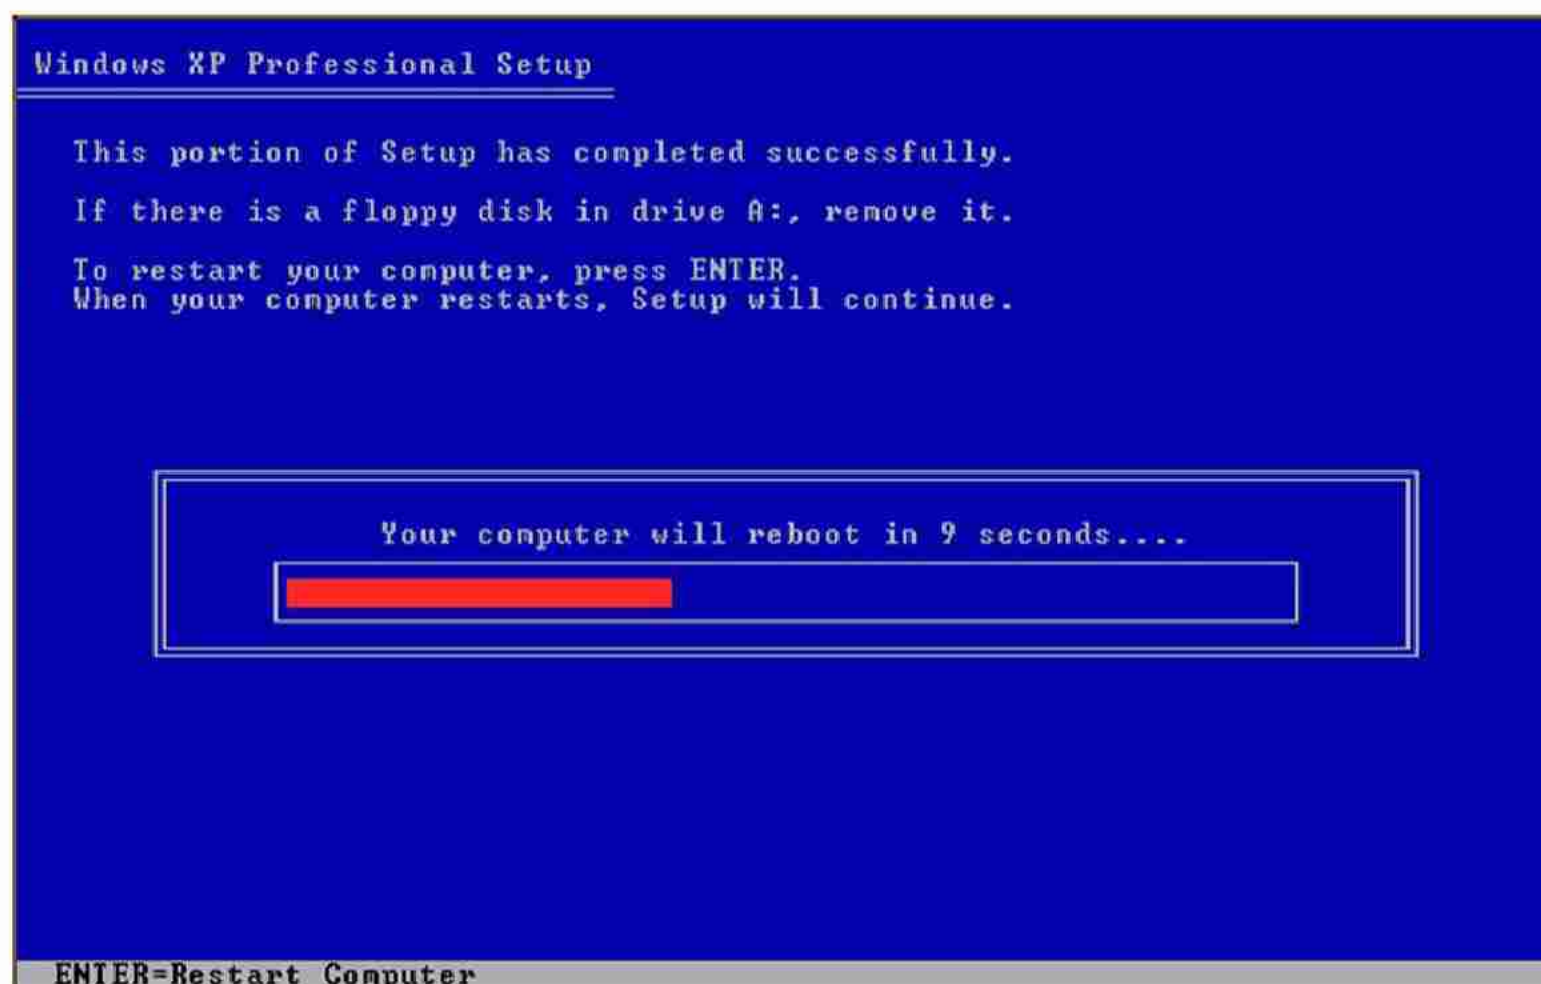 Windows XP Professional Setup
This portion of Setup has completed successfully.
If there is a floppy disk in drive A:, remove it.
To restart your computer, press ENTER.
When your computer restarts, Setup will continue.
Your computer will reboot in 9 seconds....
ENTER=Restart Computer